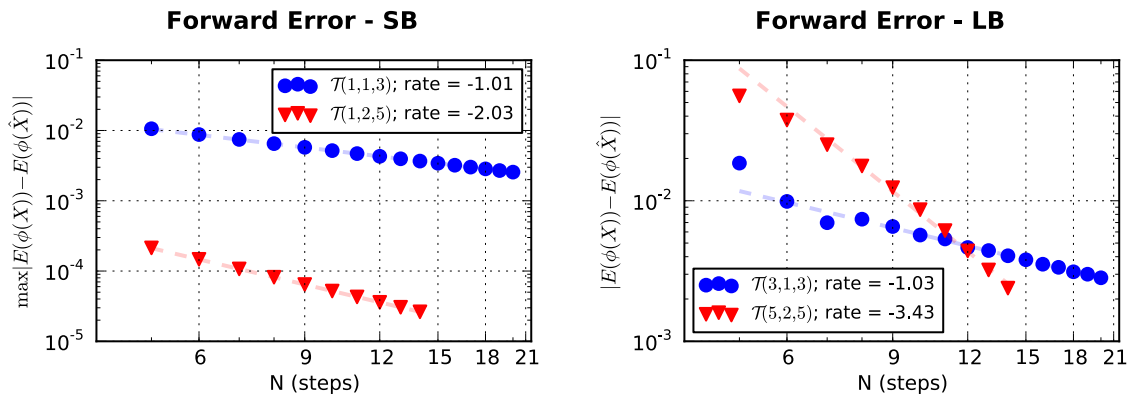 Forward Error - SB
max|E(ϕ(X))−E(ϕ(X̂))|
10⁻¹
10⁻²
10⁻³
10⁻⁴
10⁻⁵
𝒯(1,1,3); rate = -1.01
𝒯(1,2,5); rate = -2.03
6 9 12 15 18 21
N (steps)
Forward Error - LB
|E(ϕ(X))−E(ϕ(X̂))|
10⁻¹
10⁻²
10⁻³
𝒯(3,1,3); rate = -1.03
𝒯(5,2,5); rate = -3.43
6 9 12 15 18 21
N (steps)